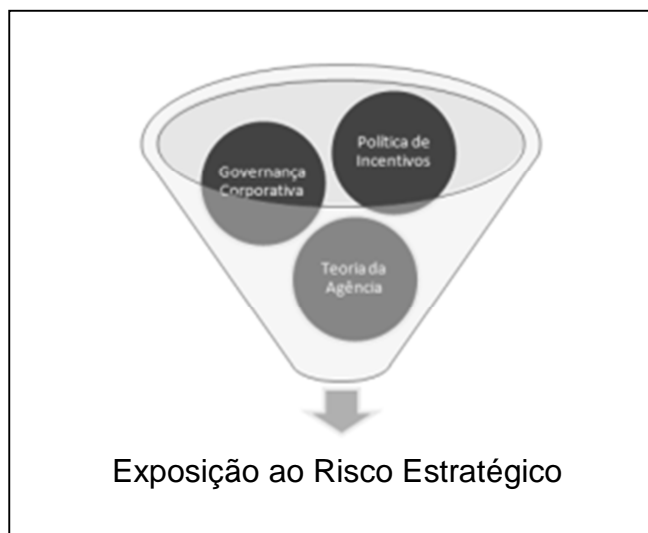 Política de
Incentivos
Governança
Corporativa
Teoria da
Agência
Exposição ao Risco Estratégico